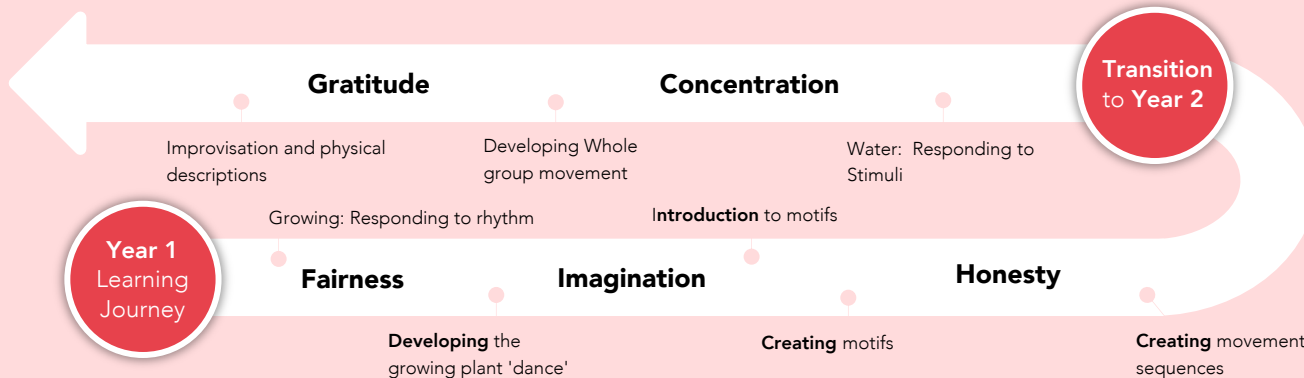 Gratitude
Concentration
Transition
to Year 2
Improvisation and physical
descriptions
Developing Whole
group movement
Water: Responding to
Stimuli
Growing: Responding to rhythm
Introduction to motifs
Year 1
Learning
Journey
Fairness
Imagination
Honesty
Developing the
growing plant 'dance'
Creating motifs
Creating movement
sequences